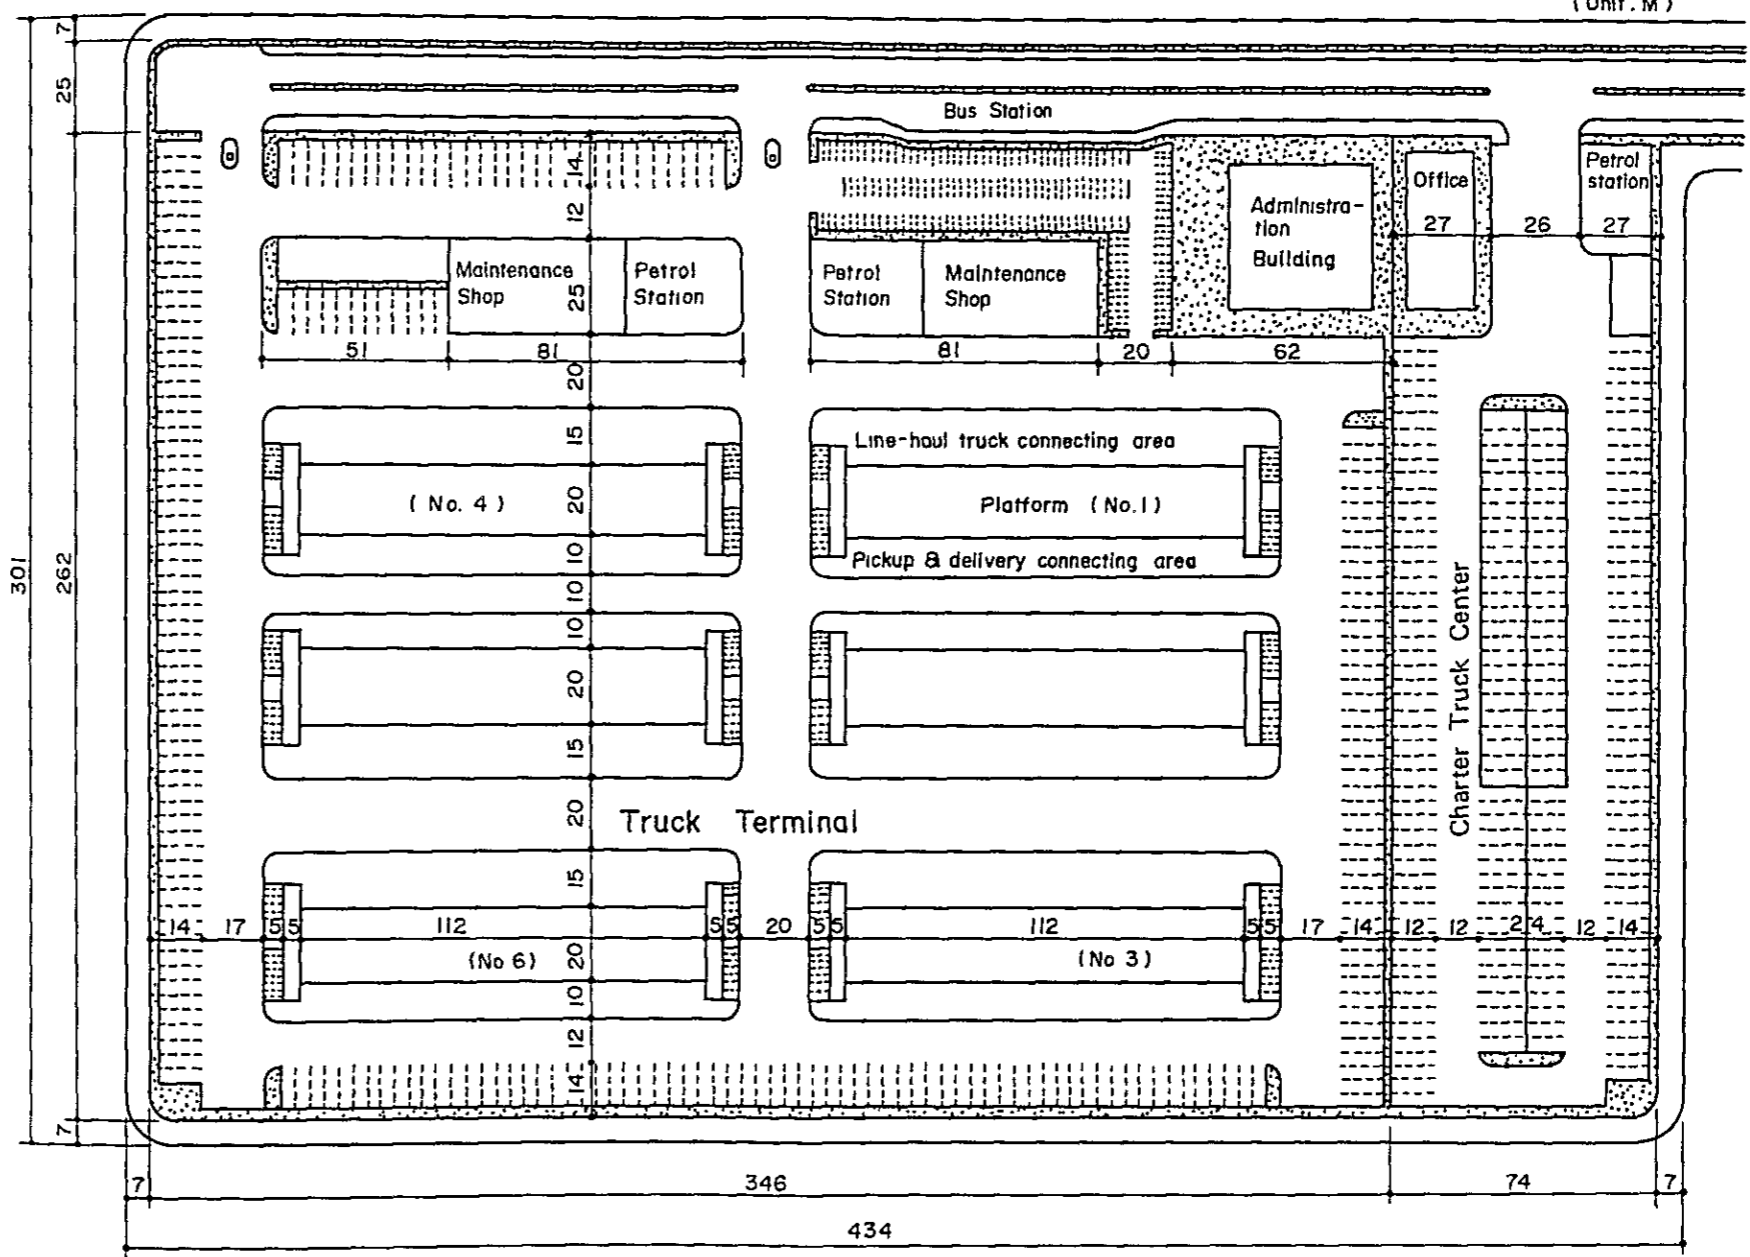 (Unit. M)
7
25
Bus Station
14
12
Petrol
station
Office
Administra-
tion
Building
27
26
27
Maintenance
Shop
Petrol
Station
25
Petrol
Station
Maintenance
Shop
51
81
81
20
62
20
15
Line-haul truck connecting area
(No. 4)
20
Platform (No.1)
10
Pickup & delivery connecting area
301
262
10
10
20
15
Charter Truck Center
20
Truck Terminal
15
14
17
5
5
112
5
5
20
5
5
112
5
5
17
14
12
12
24
12
14
(No 6)
20
(No 3)
10
12
14
7
7
346
74
7
434